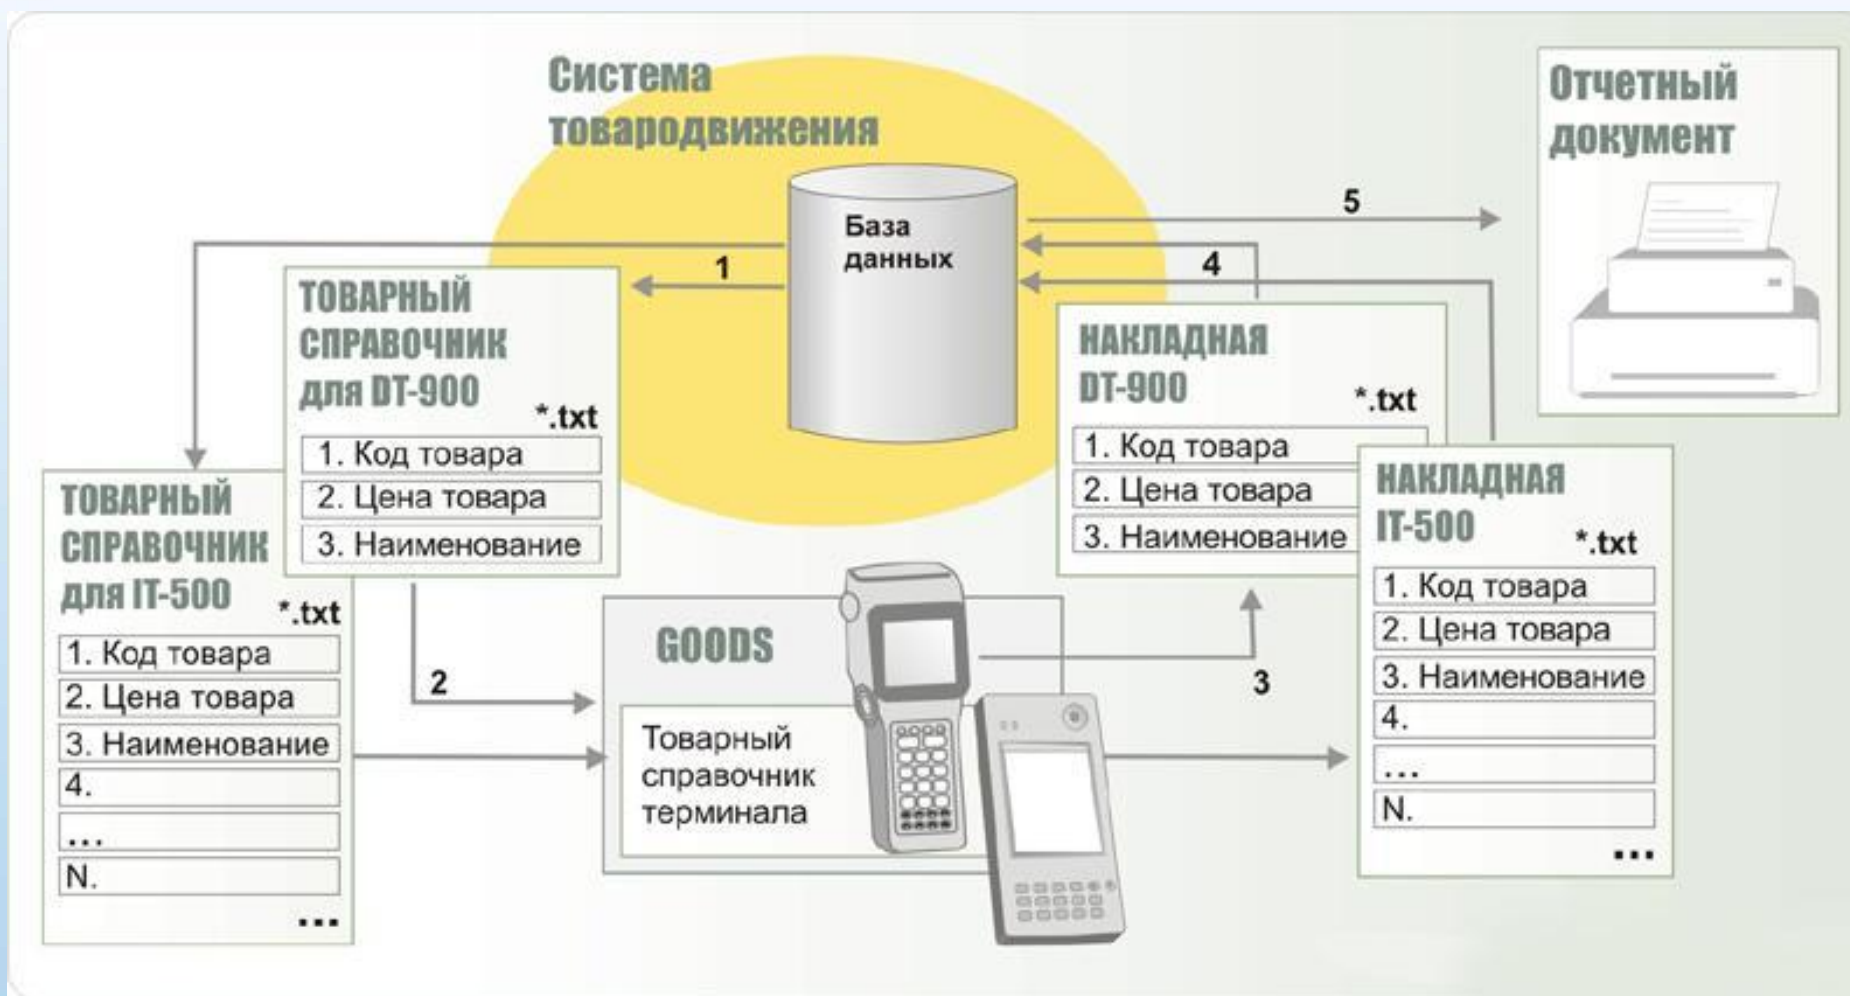 Система
товародвижения
База
данных
Отчетный
документ
5
1
4
ТОВАРНЫЙ
СПРАВОЧНИК
для DT-900
*.txt
1. Код товара
2. Цена товара
3. Наименование
НАКЛАДНАЯ
DT-900
*.txt
1. Код товара
2. Цена товара
3. Наименование
ТОВАРНЫЙ
СПРАВОЧНИК
для IT-500
*.txt
1. Код товара
2. Цена товара
3. Наименование
4.
...
N.
...
2
GOODS
Товарный
справочник
терминала
3
НАКЛАДНАЯ
IT-500
*.txt
1. Код товара
2. Цена товара
3. Наименование
4.
...
N.
...